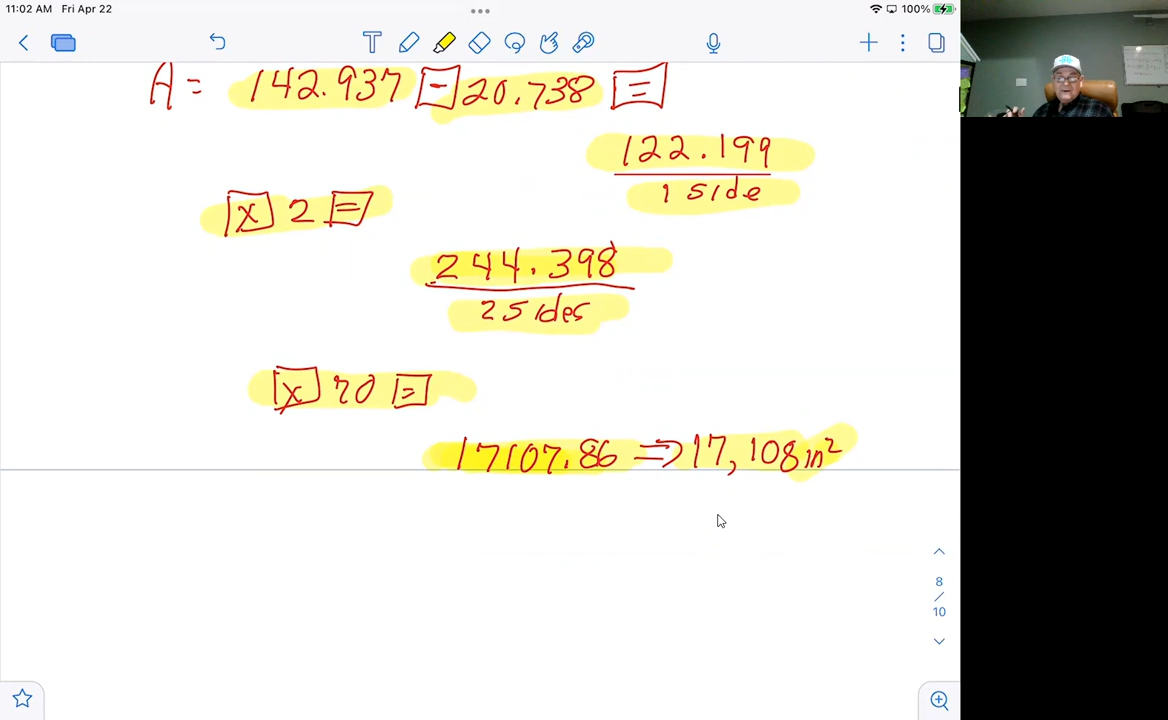 11:02 AM Fri Apr 22
100%
A = 142.937 - 20.738 =
122.199
1 side
x 2 =
244.398
2 sides
x 70 =
17107.86 ⇒ 17,108 in²
8
/
10